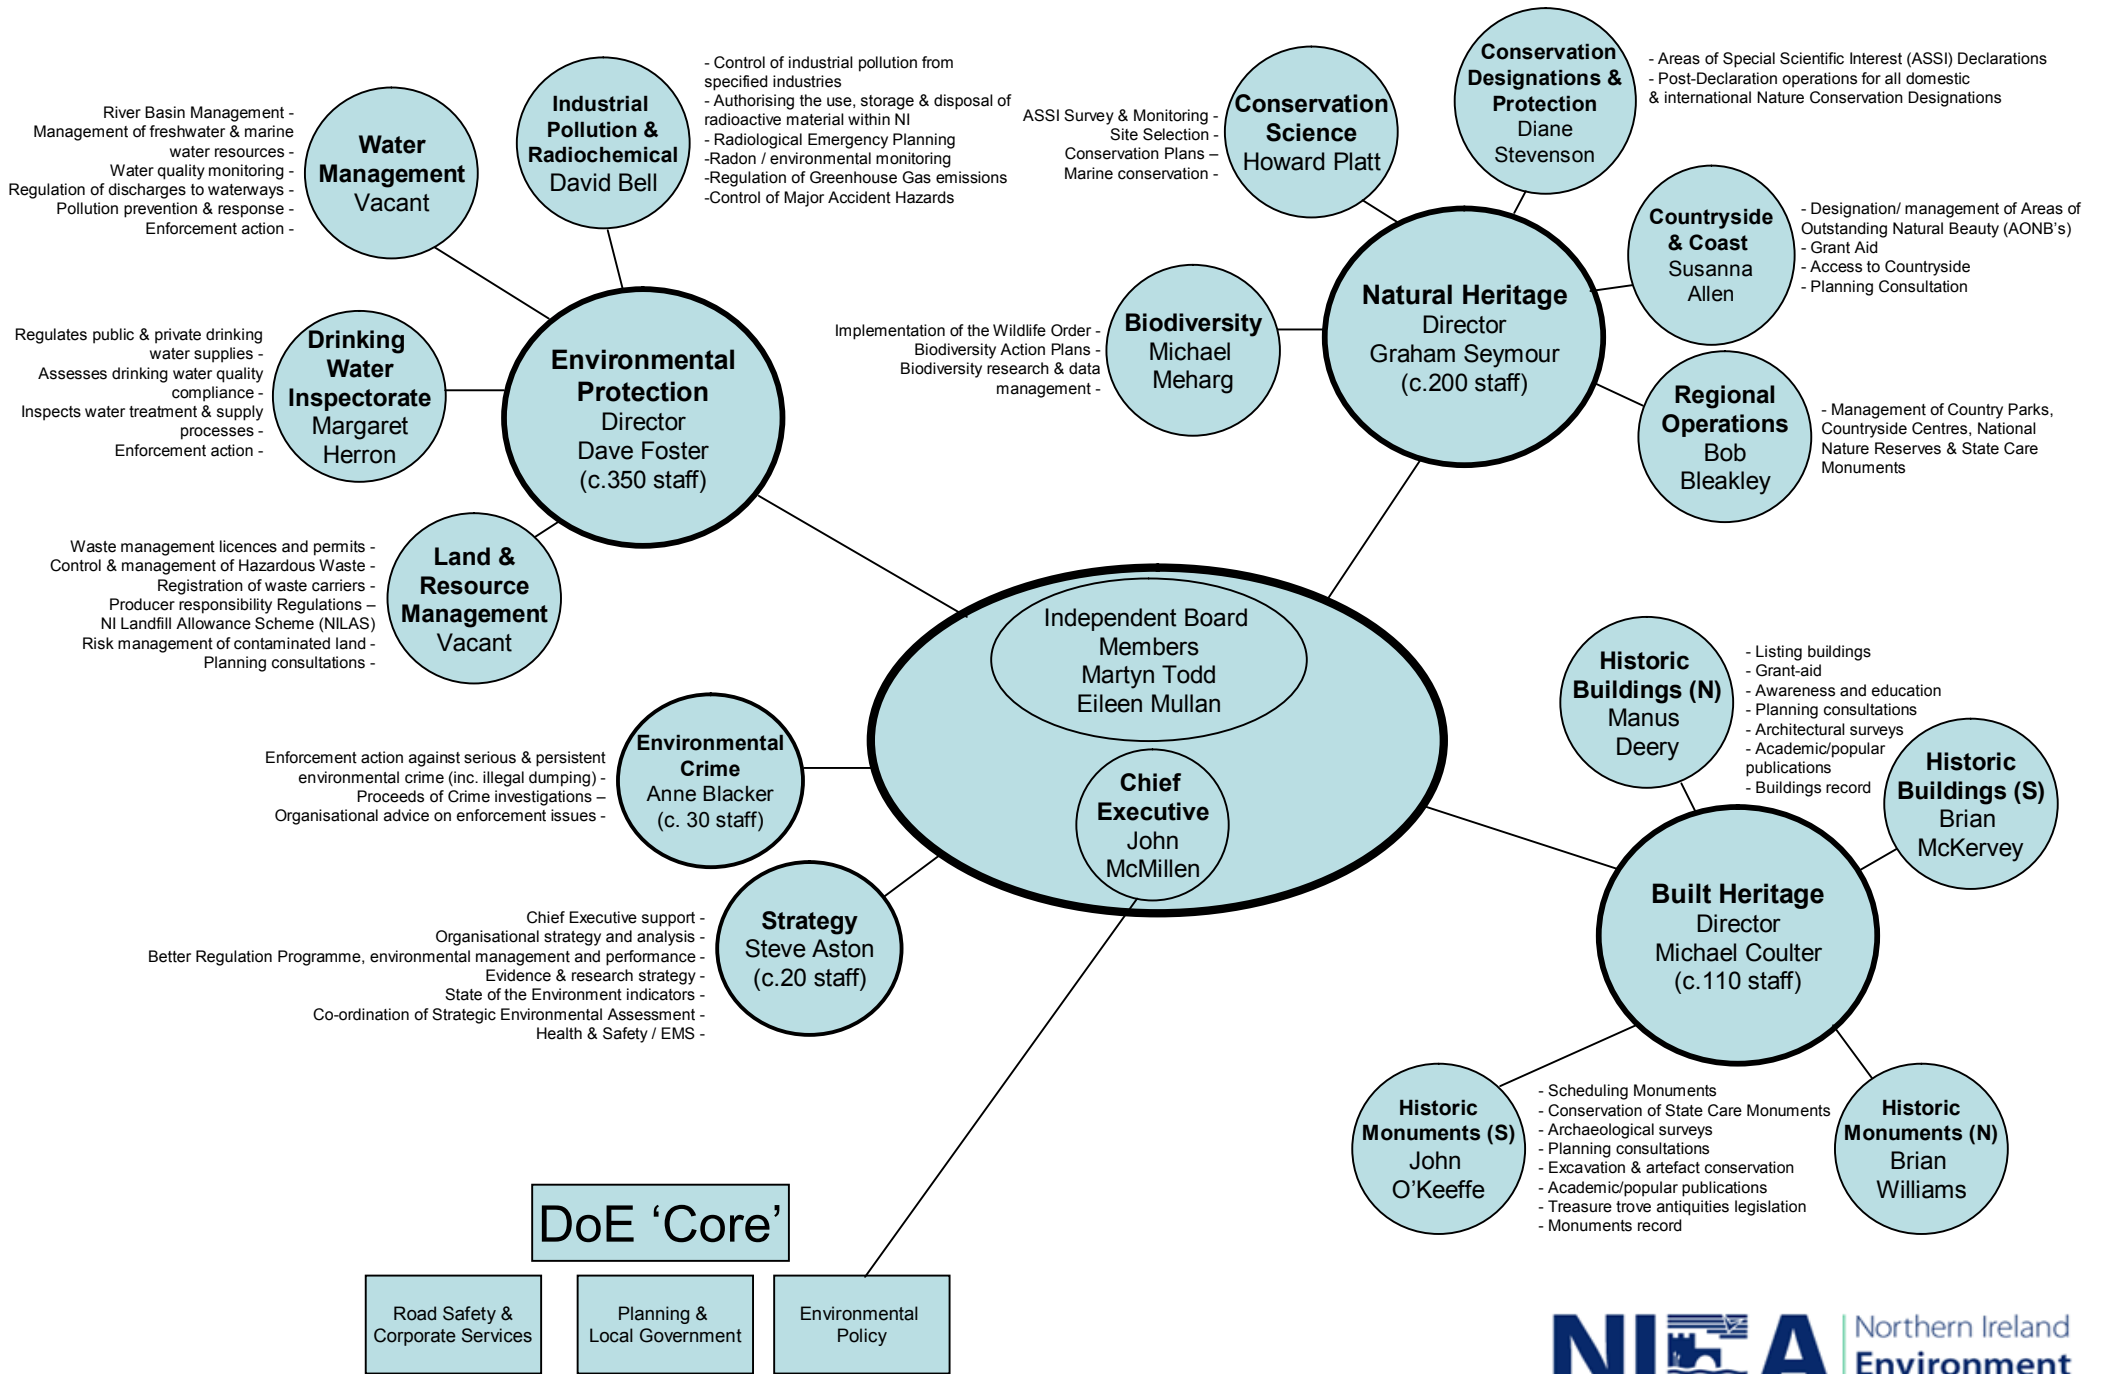 River Basin Management -
Management of freshwater & marine
water resources -
Water quality monitoring -
Regulation of discharges to waterways -
Pollution prevention & response -
Enforcement action -
Water
Management
Vacant
Industrial
Pollution &
Radiochemical
David Bell
- Control of industrial pollution from
specified industries
- Authorising the use, storage & disposal of
radioactive material within NI
- Radiological Emergency Planning
-Radon / environmental monitoring
-Regulation of Greenhouse Gas emissions
-Control of Major Accident Hazards
Regulates public & private drinking
water supplies -
Assesses drinking water quality
compliance -
Inspects water treatment & supply
processes -
Enforcement action -
Drinking
Water
Inspectorate
Margaret
Herron
Environmental
Protection
Director
Dave Foster
(c.350 staff)
Waste management licences and permits -
Control & management of Hazardous Waste -
Registration of waste carriers -
Producer responsibility Regulations –
NI Landfill Allowance Scheme (NILAS)
Risk management of contaminated land -
Planning consultations -
Land &
Resource
Management
Vacant
ASSI Survey & Monitoring -
Site Selection -
Conservation Plans –
Marine conservation -
Conservation
Science
Howard Platt
Conservation
Designations &
Protection
Diane
Stevenson
- Areas of Special Scientific Interest (ASSI) Declarations
- Post-Declaration operations for all domestic
& international Nature Conservation Designations
Countryside
& Coast
Susanna
Allen
- Designation/ management of Areas of
Outstanding Natural Beauty (AONB's)
- Grant Aid
- Access to Countryside
- Planning Consultation
Implementation of the Wildlife Order -
Biodiversity Action Plans -
Biodiversity research & data
management -
Biodiversity
Michael
Meharg
Natural Heritage
Director
Graham Seymour
(c.200 staff)
Regional
Operations
Bob
Bleakley
- Management of Country Parks,
Countryside Centres, National
Nature Reserves & State Care
Monuments
Independent Board
Members
Martyn Todd
Eileen Mullan
Chief
Executive
John
McMillen
Enforcement action against serious & persistent
environmental crime (inc. illegal dumping) -
Proceeds of Crime investigations –
Organisational advice on enforcement issues -
Environmental
Crime
Anne Blacker
(c. 30 staff)
Chief Executive support -
Organisational strategy and analysis -
Better Regulation Programme, environmental management and performance -
Evidence & research strategy -
State of the Environment indicators -
Co-ordination of Strategic Environmental Assessment -
Health & Safety / EMS -
Strategy
Steve Aston
(c.20 staff)
Historic
Buildings (N)
Manus
Deery
- Listing buildings
- Grant-aid
- Awareness and education
- Planning consultations
- Architectural surveys
- Academic/popular
publications
- Buildings record
Historic
Buildings (S)
Brian
McKervey
Built Heritage
Director
Michael Coulter
(c.110 staff)
Historic
Monuments (S)
John
O'Keeffe
- Scheduling Monuments
- Conservation of State Care Monuments
- Archaeological surveys
- Planning consultations
- Excavation & artefact conservation
- Academic/popular publications
- Treasure trove antiquities legislation
- Monuments record
Historic
Monuments (N)
Brian
Williams
DoE 'Core'
Road Safety &
Corporate Services
Planning &
Local Government
Environmental
Policy
NIEA
Northern Ireland
Environment